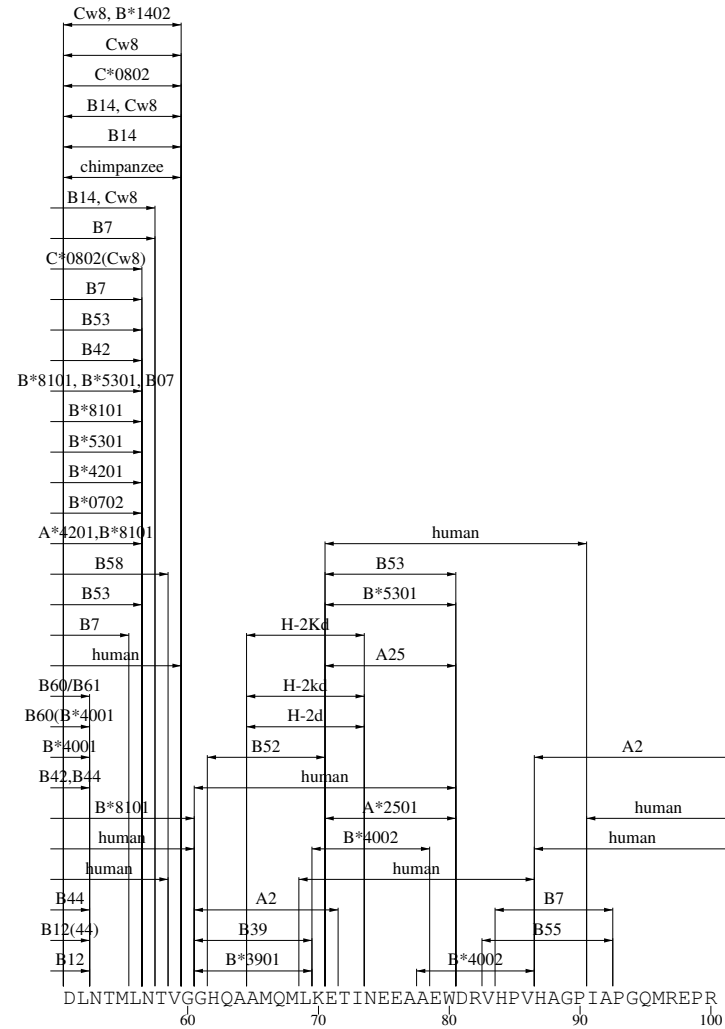 Cw8, B*1402
Cw8
C*0802
B14, Cw8
B14
chimpanzee
B14, Cw8
B7
C*0802(Cw8)
B7
B53
B42
B*8101, B*5301, B07
B*8101
B*5301
B*4201
B*0702
A*4201,B*8101 human
B58 B53
B53 B*5301
B7 H-2Kd
human A25
B60/B61 H-2kd
B60(B*4001 H-2d
B*4001 B52 A2
B42,B44 human
B*8101 A*2501 human
human B*4002 human
human human
B44 A2 B7
B12(44) B39 B55
B12 B*3901 B*4002
DLNTMLNTVGGHQAAMQMLKETINEEAAEWDRVHPVHAGPIAPGQMREPR
60 70 80 90 100